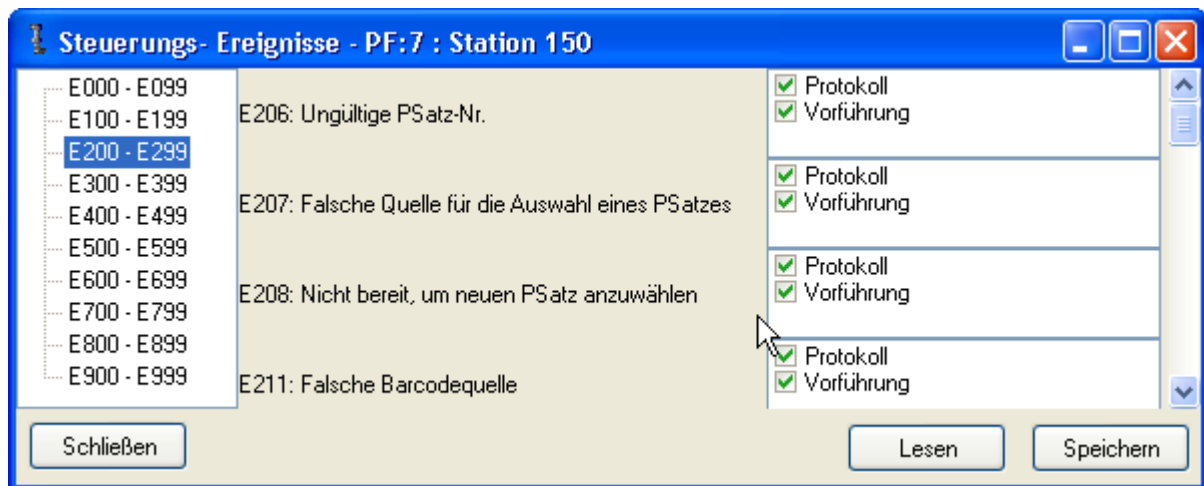 Steuerungs- Ereignisse - PF:7 : Station 150
E000 - E099
E100 - E199
E200 - E299
E300 - E399
E400 - E499
E500 - E599
E600 - E699
E700 - E799
E800 - E899
E900 - E999
E206: Ungültige PSatz-Nr.
Protokoll
Vorführung
E207: Falsche Quelle für die Auswahl eines PSatzes
Protokoll
Vorführung
E208: Nicht bereit, um neuen PSatz anzuwählen
Protokoll
Vorführung
E211: Falsche Barcodequelle
Protokoll
Vorführung
Schließen
Lesen
Speichern